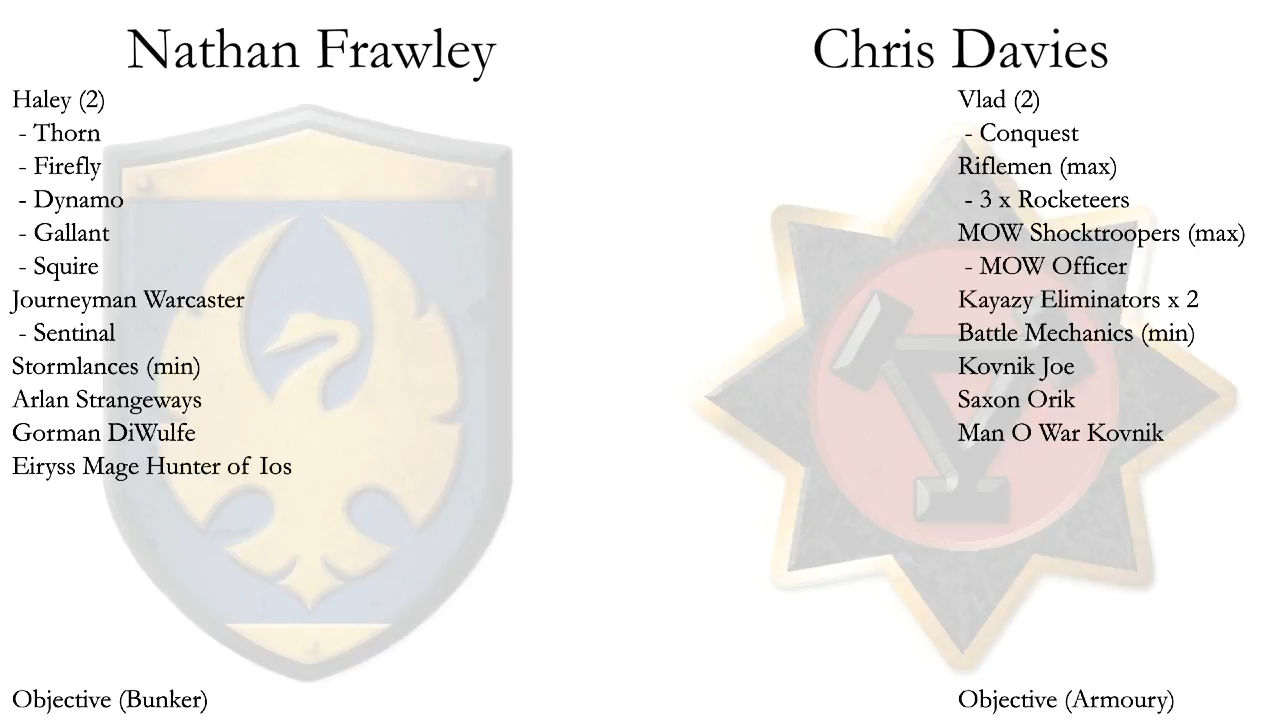 Nathan Frawley
Haley (2)
- Thorn
- Firefly
- Dynamo
- Gallant
- Squire
Journeyman Warcaster
- Sentinal
Stormlances (min)
Arlan Strangeways
Gorman DiWulfe
Eiryss Mage Hunter of Ios
Objective (Bunker)
Chris Davies
Vlad (2)
- Conquest
Riflemen (max)
- 3 x Rocketeers
MOW Shocktroopers (max)
- MOW Officer
Kayazy Eliminators x 2
Battle Mechanics (min)
Kovnik Joe
Saxon Orik
Man O War Kovnik
Objective (Armoury)